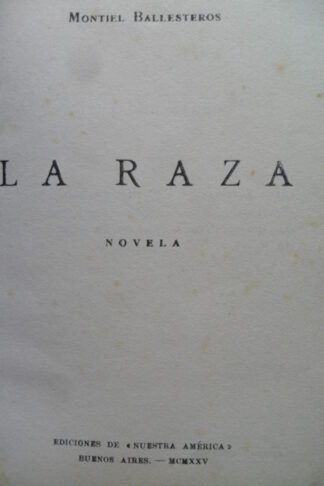 MONTIEL BALLESTEROS
LA RAZA
NOVELA
EDICIONES DE « NUESTRA AMÉRICA»
BUENOS AIRES. — MCMXXV